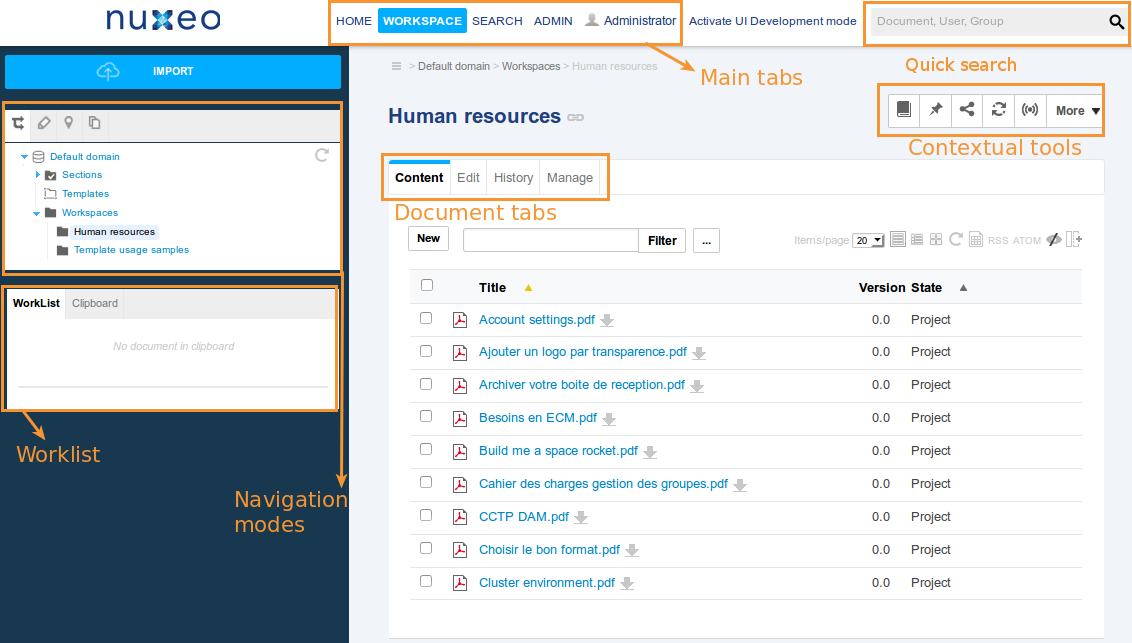 nuxeo
HOME WORKSPACE SEARCH ADMIN Administrator Activate UI Development mode Document, User, Group
IMPORT
> Default domain > Workspaces > Human resources
Main tabs
Quick search
Human resources
More
Contextual tools
Default domain
Sections
Templates
Workspaces
Human resources
Template usage samples
Content Edit History Manage
Document tabs
New Filter ... Items/page 20 RSS ATOM
WorkList Clipboard
No document in clipboard
Worklist
Navigation
modes
Title Version State
Account settings.pdf 0.0 Project
Ajouter un logo par transparence.pdf 0.0 Project
Archiver votre boite de reception.pdf 0.0 Project
Besoins en ECM.pdf 0.0 Project
Build me a space rocket.pdf 0.0 Project
Cahier des charges gestion des groupes.pdf 0.0 Project
CCTP DAM.pdf 0.0 Project
Choisir le bon format.pdf 0.0 Project
Cluster environment.pdf 0.0 Project